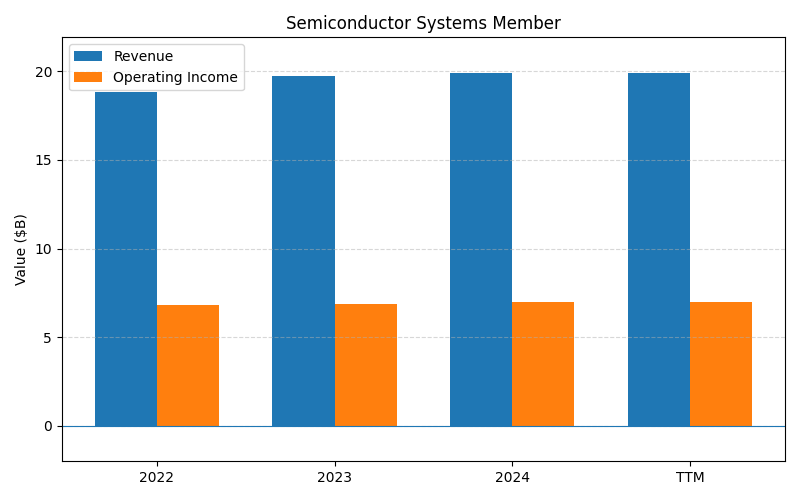 Semiconductor Systems Member
Revenue
Operating Income
Value ($B)
20
15
10
5
0
2022
2023
2024
TTM